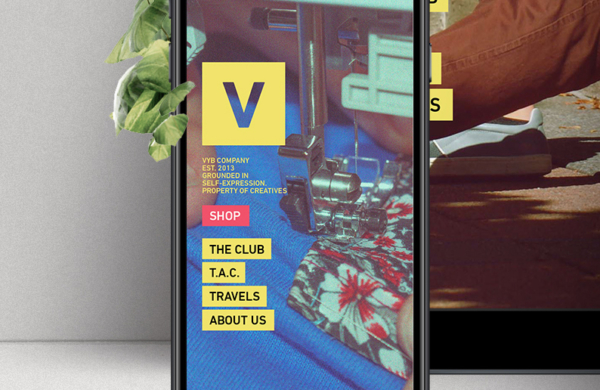 V
VYB COMPANY
EST. 2013
GROUNDED IN
SELF-EXPRESSION.
PROPERTY OF CREATIVES
SHOP
THE CLUB
T.A.C.
TRAVELS
ABOUT US
S